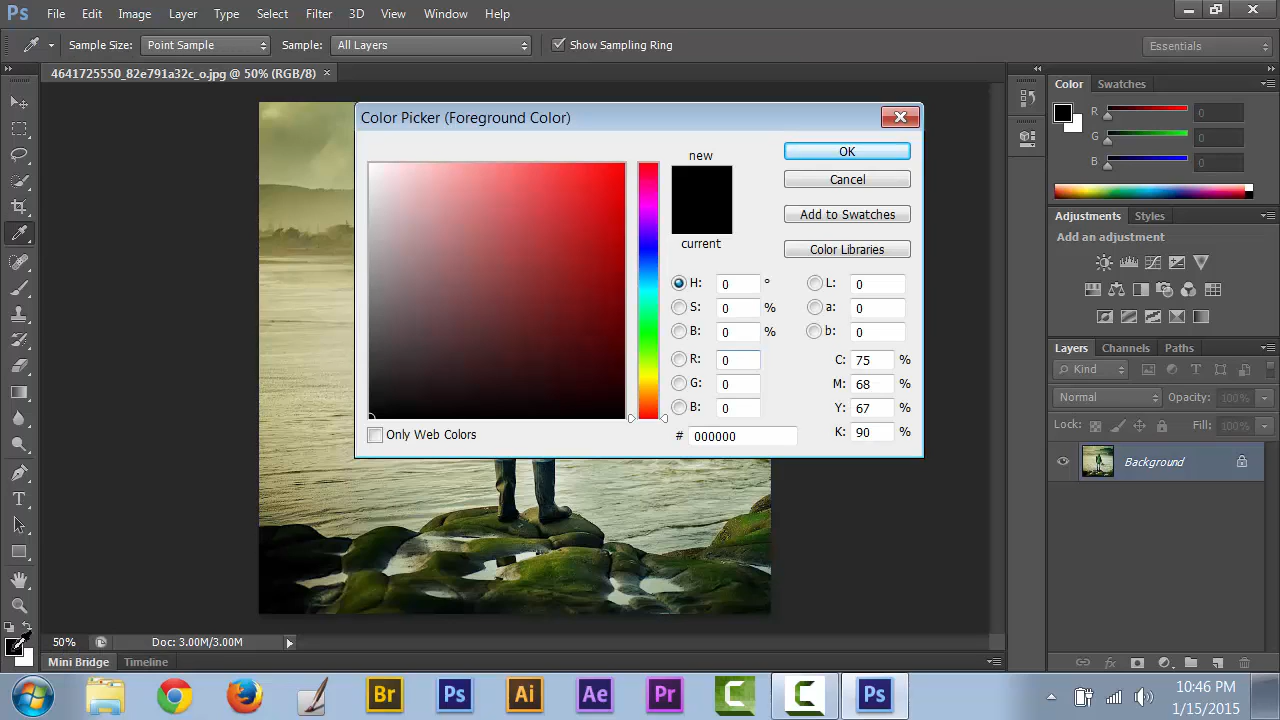 Ps File Edit Image Layer Type Select Filter 3D View Window Help
Sample Size: Point Sample Sample: All Layers Show Sampling Ring Essentials
4641725550_82e791a32c_o.jpg @ 50% (RGB/8) ×
Color Picker (Foreground Color)
new
current
OK
Cancel
Add to Swatches
Color Libraries
H: 0 °
S: 0 %
B: 0 %
R: 0
G: 0
B: 0
# 000000
L: 0
a: 0
b: 0
C: 75 %
M: 68 %
Y: 67 %
K: 90 %
Only Web Colors
Color Swatches
R 0
G 0
B 0
Adjustments Styles
Add an adjustment
Layers Channels Paths
Kind
Normal Opacity: 100%
Lock: Fill: 100%
Background
50% Doc: 3.00M/3.00M
Mini Bridge Timeline
Br Ps Ai Ae Pr C C Ps
10:46 PM
1/15/2015